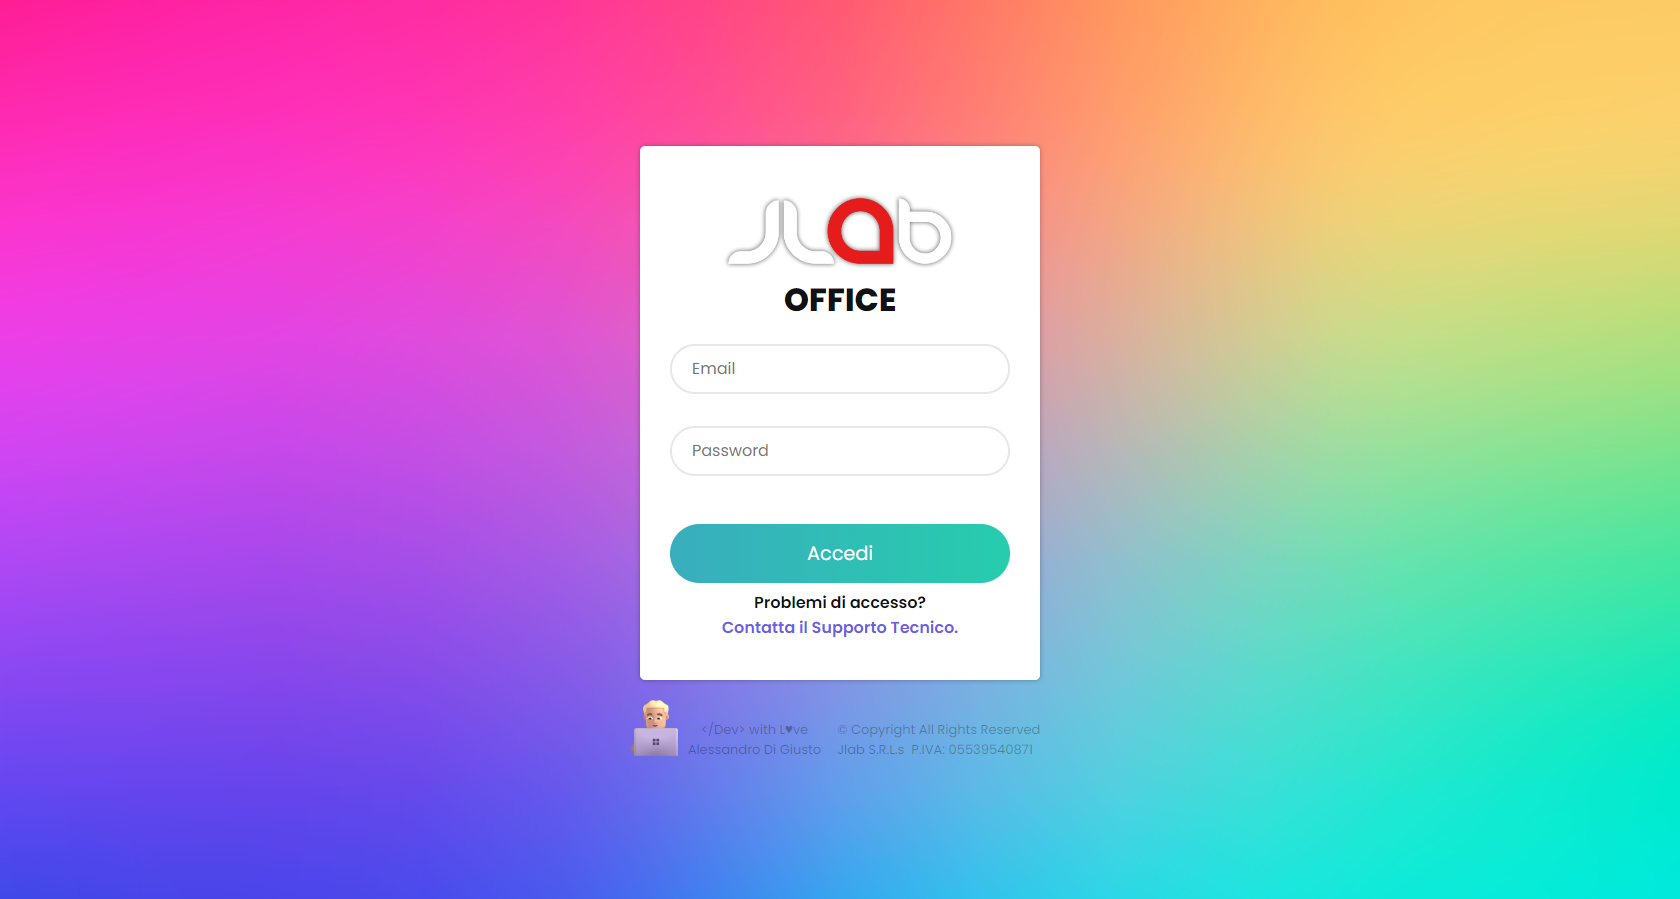 JLab
OFFICE
Email
Password
Accedi
Problemi di accesso?
Contatta il Supporto Tecnico.
</Dev> with L♥ve
Alessandro Di Giusto
© Copyright All Rights Reserved
Jlab S.R.L.s P.IVA: 05539540871